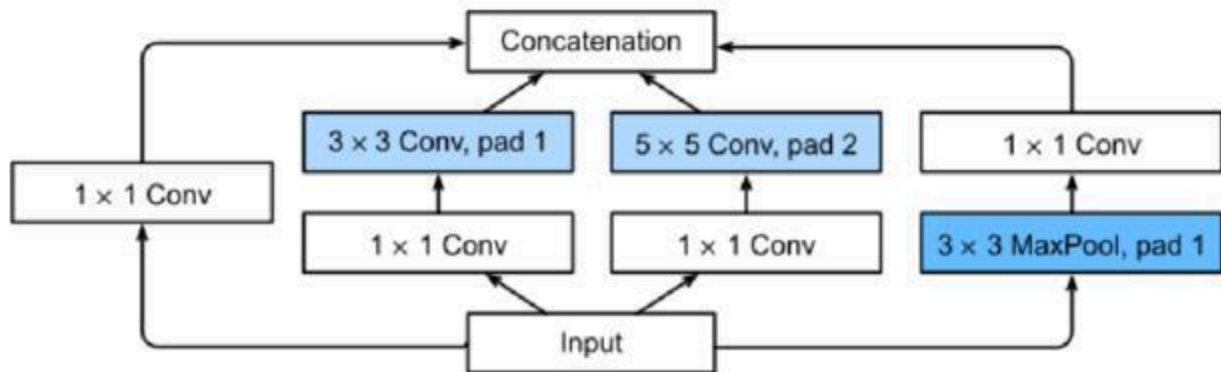 Concatenation
3 × 3 Conv, pad 1
5 × 5 Conv, pad 2
1 × 1 Conv
1 × 1 Conv
1 × 1 Conv
1 × 1 Conv
3 × 3 MaxPool, pad 1
Input